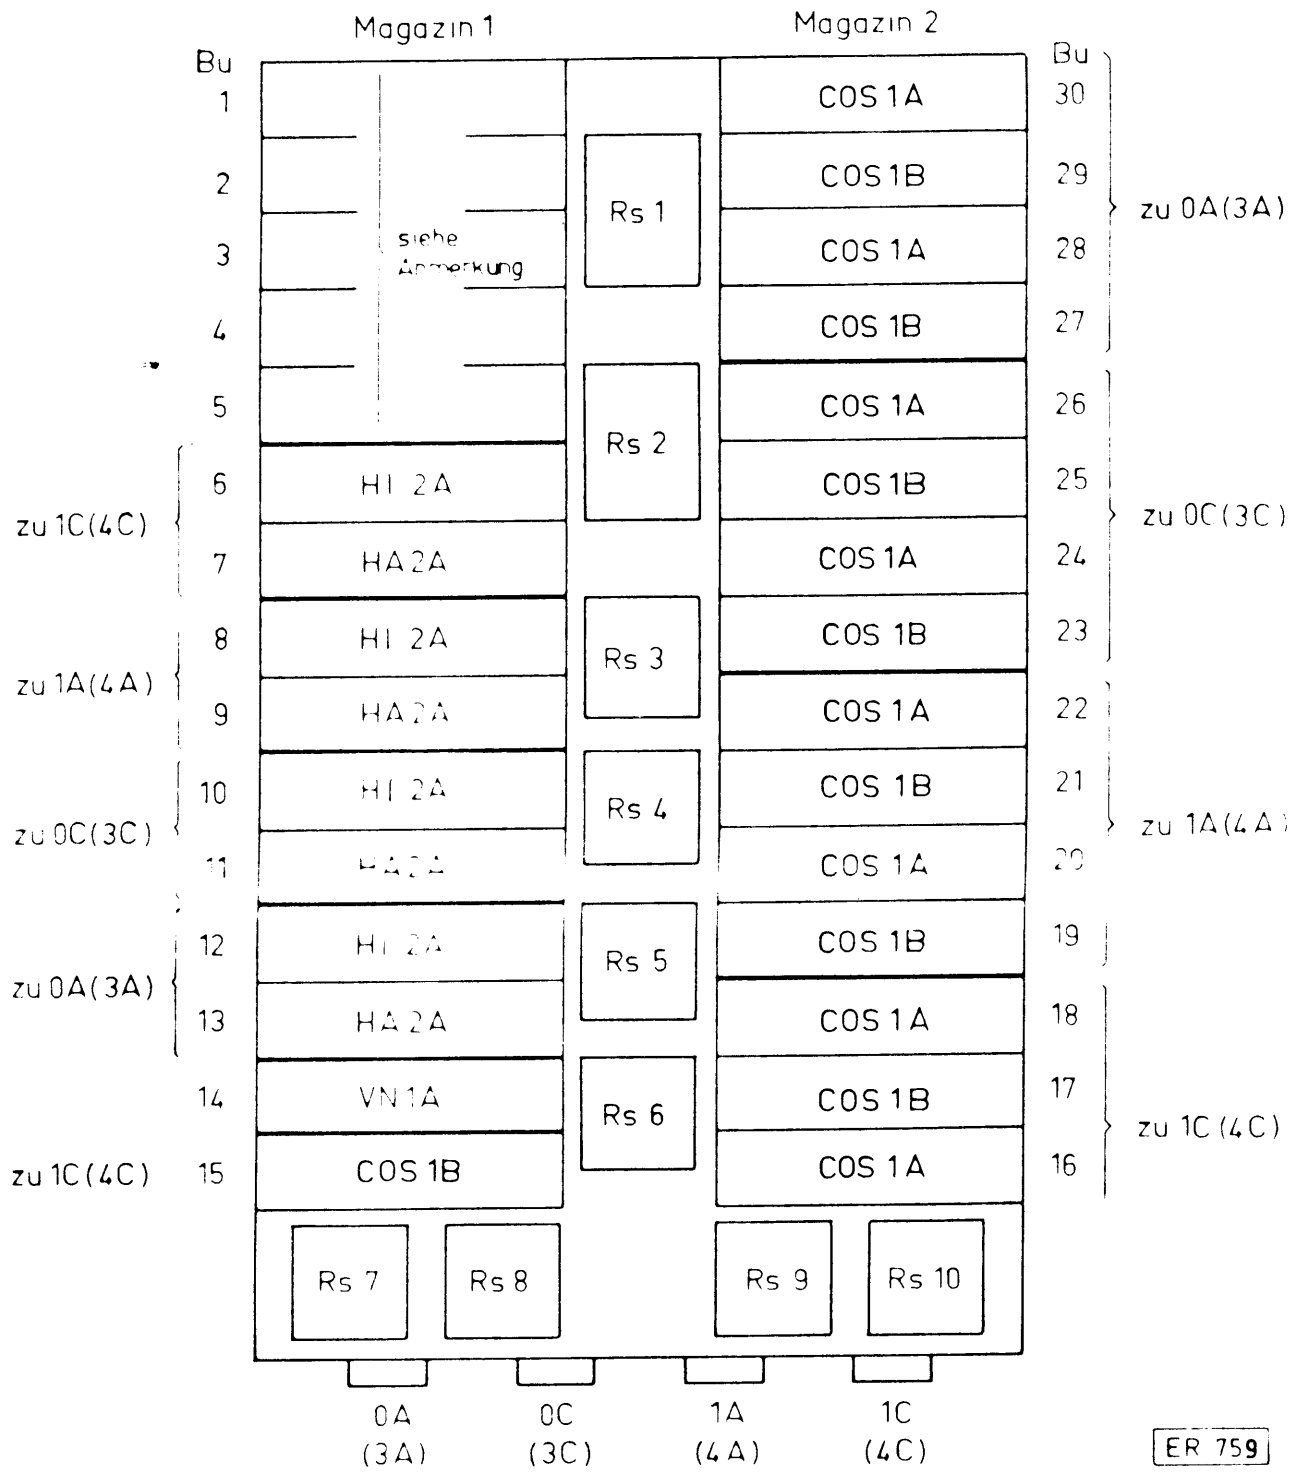 Magazin 1 Magazin 2
Bu Bu
1 COS 1A 30
2 COS 1B 29
Rs 1 zu 0A(3A)
siehe
Anmerkung
3 COS 1A 28
4 COS 1B 27
5 COS 1A 26
Rs 2
6 HI 2A COS 1B 25
zu 1C(4C) zu 0C(3C)
7 HA 2A COS 1A 24
8 HI 2A COS 1B 23
Rs 3
zu 1A(4A)
9 HA 2A COS 1A 22
10 HI 2A COS 1B 21
Rs 4
zu 0C(3C) zu 1A(4A)
11 HA 2A COS 1A 20
12 HI 2A COS 1B 19
Rs 5
zu 0A(3A)
13 HA 2A COS 1A 18
14 VN 1A COS 1B 17
Rs 6
zu 1C(4C)
zu 1C(4C) 15 COS 1B COS 1A 16
Rs 7 Rs 8 Rs 9 Rs 10
0A 0C 1A 1C
(3A) (3C) (4A) (4C)
ER 759